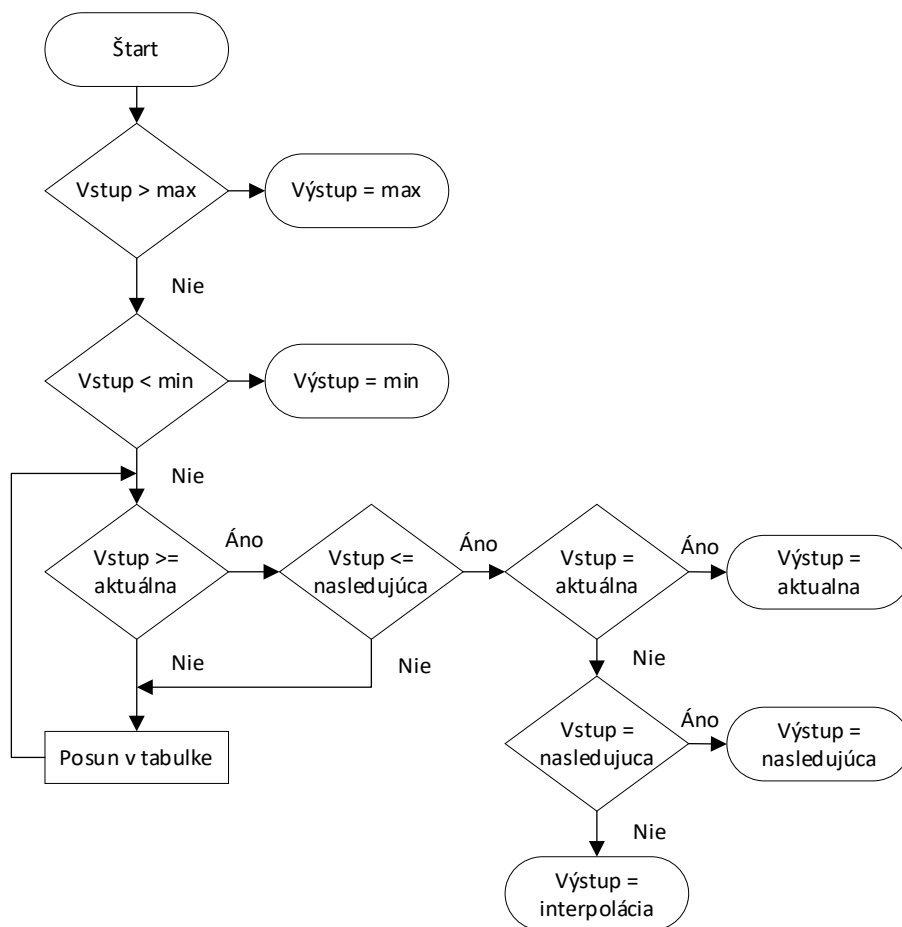 Štart
Vstup > max
Výstup = max
Nie
Vstup < min
Výstup = min
Nie
Vstup >=
aktuálna
Áno
Vstup <=
nasledujúca
Áno
Vstup =
aktuálna
Áno
Výstup =
aktualna
Nie
Nie
Nie
Posun v tabulke
Vstup =
nasledujuca
Áno
Výstup =
nasledujúca
Nie
Výstup =
interpolácia